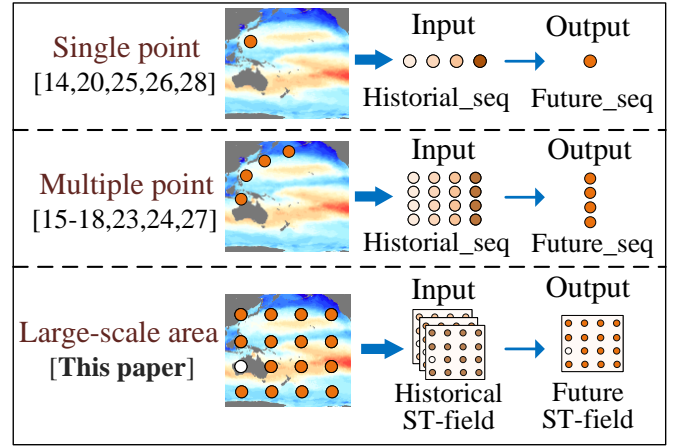 Single point
[14,20,25,26,28]
Input
Output
Historial_seq
Future_seq
Multiple point
[15-18,23,24,27]
Input
Output
Historial_seq
Future_seq
Large-scale area
[This paper]
Input
Output
Historical
ST-field
Future
ST-field